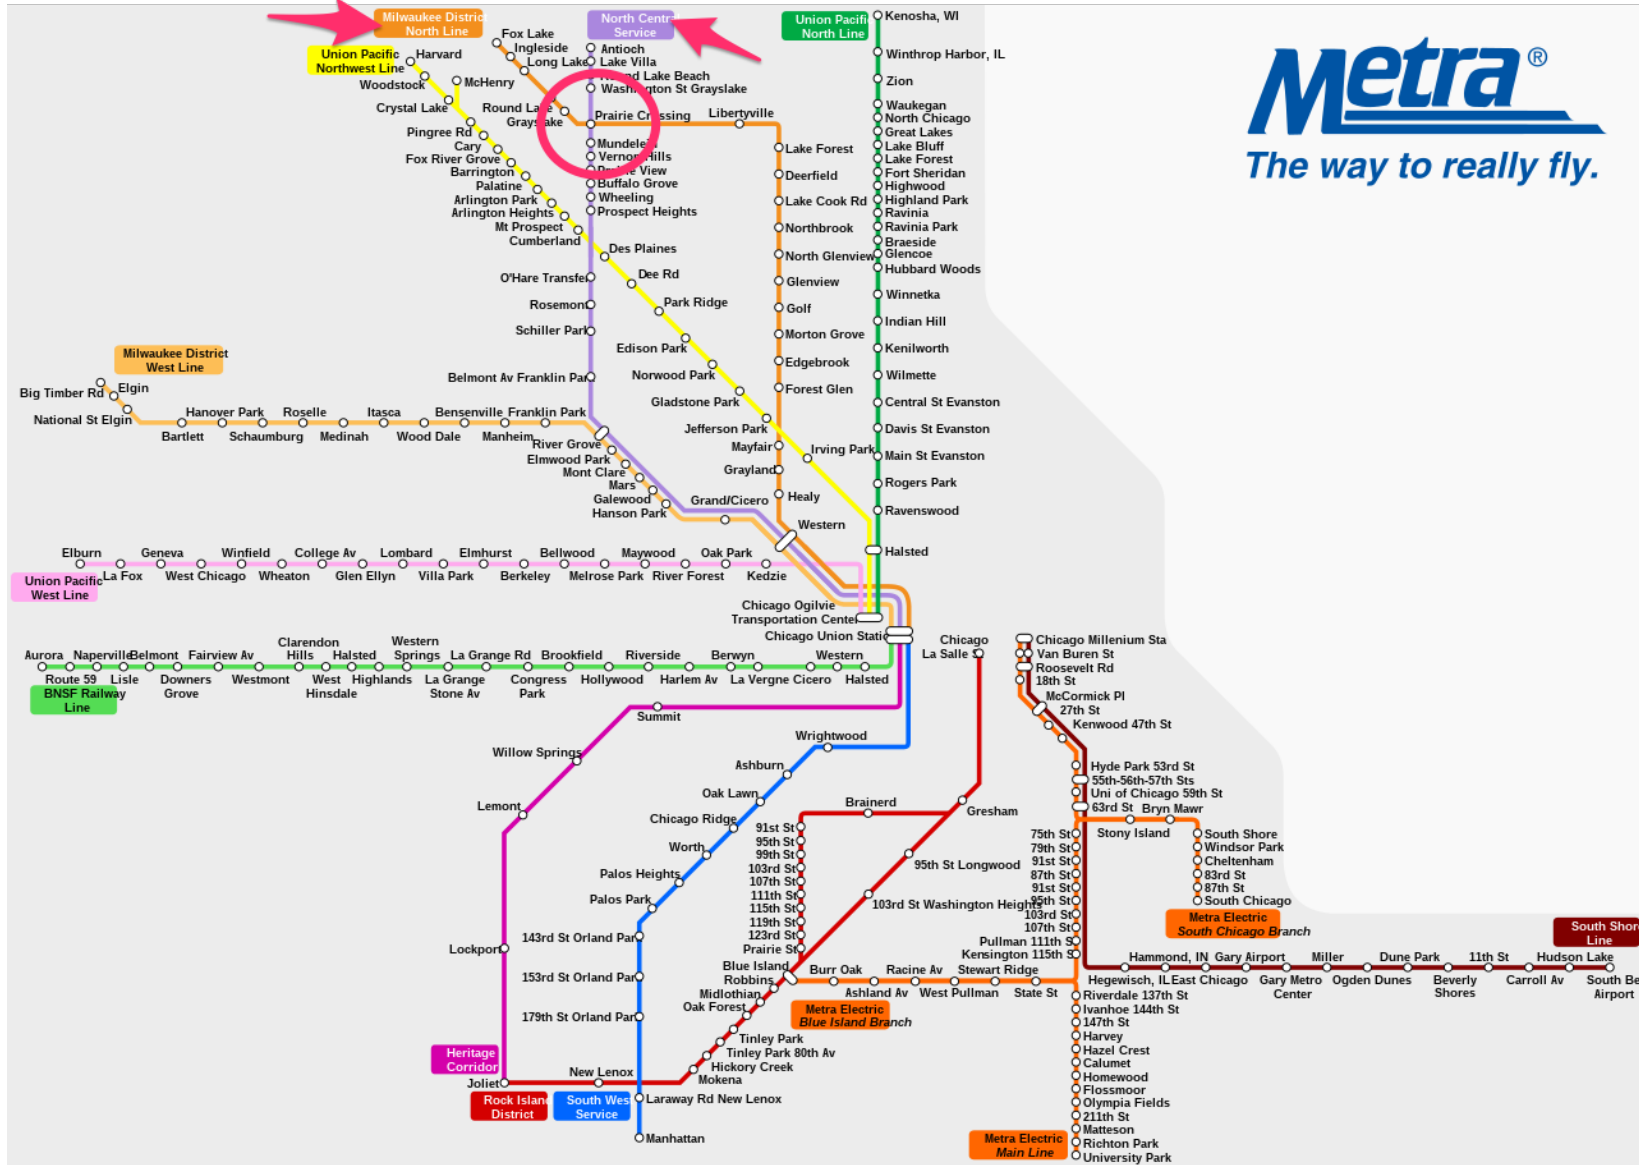 Milwaukee District
North Line
North Centr
Service
Union Pacifi
North Line
Kenosha, WI
Winthrop Harbor, IL
Zion
Waukegan
North Chicago
Great Lakes
Lake Bluff
Lake Forest
Fort Sheridan
Highwood
Highland Park
Ravinia
Ravinia Park
Braeside
Glencoe
Hubbard Woods
Winnetka
Indian Hill
Kenilworth
Wilmette
Central St Evanston
Davis St Evanston
Main St Evanston
Rogers Park
Ravenswood
Halsted
Metra®
The way to really fly.
Fox Lake
Ingleside
Long Lake
Round Lake
Grayslake
Prairie Crossing
Libertyville
Lake Forest
Deerfield
Lake Cook Rd
Northbrook
North Glenview
Glenview
Golf
Morton Grove
Edgebrook
Forest Glen
Mayfair
Grayland
Healy
Western
Antioch
Lake Villa
Round Lake Beach
Washington St Grayslake
Mundelein
Vernon Hills
Prairie View
Buffalo Grove
Wheeling
Prospect Heights
O'Hare Transfer
Rosemont
Schiller Park
Belmont Av Franklin Park
Union Pacific
Northwest Line
Harvard
Woodstock
McHenry
Crystal Lake
Pingree Rd
Cary
Fox River Grove
Barrington
Palatine
Arlington Park
Arlington Heights
Mt Prospect
Cumberland
Des Plaines
Dee Rd
Park Ridge
Edison Park
Norwood Park
Gladstone Park
Jefferson Park
Irving Park
Milwaukee District
West Line
Big Timber Rd
Elgin
National St Elgin
Bartlett
Hanover Park
Schaumburg
Roselle
Medinah
Itasca
Wood Dale
Bensenville
Manheim
Franklin Park
River Grove
Elmwood Park
Mont Clare
Mars
Galewood
Hanson Park
Grand/Cicero
Union Pacific
West Line
Elburn
La Fox
Geneva
West Chicago
Winfield
Wheaton
College Av
Glen Ellyn
Lombard
Villa Park
Elmhurst
Berkeley
Bellwood
Melrose Park
Maywood
River Forest
Oak Park
Kedzie
Chicago Ogilvie
Transportation Center
Chicago Union Static
BNSF Railway
Line
Aurora
Route 59
Naperville
Lisle
Belmont
Downers
Grove
Fairview Av
Westmont
Clarendon
Hills
West
Hinsdale
Halsted
Highlands
Western
Springs
La Grange
Stone Av
La Grange Rd
Congress
Park
Brookfield
Hollywood
Riverside
Harlem Av
Berwyn
La Vergne
Cicero
Western
Halsted
Summit
Willow Springs
Lemont
Lockport
Joliet
Heritage
Corridor
Wrightwood
Ashburn
Oak Lawn
Chicago Ridge
Worth
Palos Heights
Palos Park
143rd St Orland Par
153rd St Orland Par
179th St Orland Par
Laraway Rd New Lenox
Manhattan
South Wes
Service
Chicago
La Salle S
Gresham
Brainerd
91st St
95th St
99th St
103rd St
107th St
111th St
115th St
119th St
123rd St
Prairie St
95th St Longwood
103rd St Washington Heights
Blue Island
Robbins
Midlothian
Oak Forest
Tinley Park
Tinley Park 80th Av
Hickory Creek
Mokena
New Lenox
Rock Islan
District
Chicago Millenium Sta
Van Buren St
Roosevelt Rd
18th St
McCormick Pl
27th St
Kenwood 47th St
Hyde Park 53rd St
55th-56th-57th Sts
Uni of Chicago 59th St
63rd St
Bryn Mawr
Stony Island
South Shore
Windsor Park
Cheltenham
83rd St
87th St
South Chicago
Metra Electric
South Chicago Branch
75th St
79th St
91st St
87th St
91st St
95th St
103rd St
107th St
Pullman 111th S
Kensington 115th S
Burr Oak
Ashland Av
Racine Av
West Pullman
Stewart Ridge
State St
Metra Electric
Blue Island Branch
Riverdale 137th St
Ivanhoe 144th St
147th St
Harvey
Hazel Crest
Calumet
Homewood
Flossmoor
Olympia Fields
211th St
Matteson
Richton Park
University Park
Metra Electric
Main Line
South Shor
Line
Hegewisch, IL
Hammond, IN
East Chicago
Gary Airport
Gary Metro
Center
Miller
Ogden Dunes
Dune Park
Beverly
Shores
11th St
Carroll Av
Hudson Lake
South Be
Airport